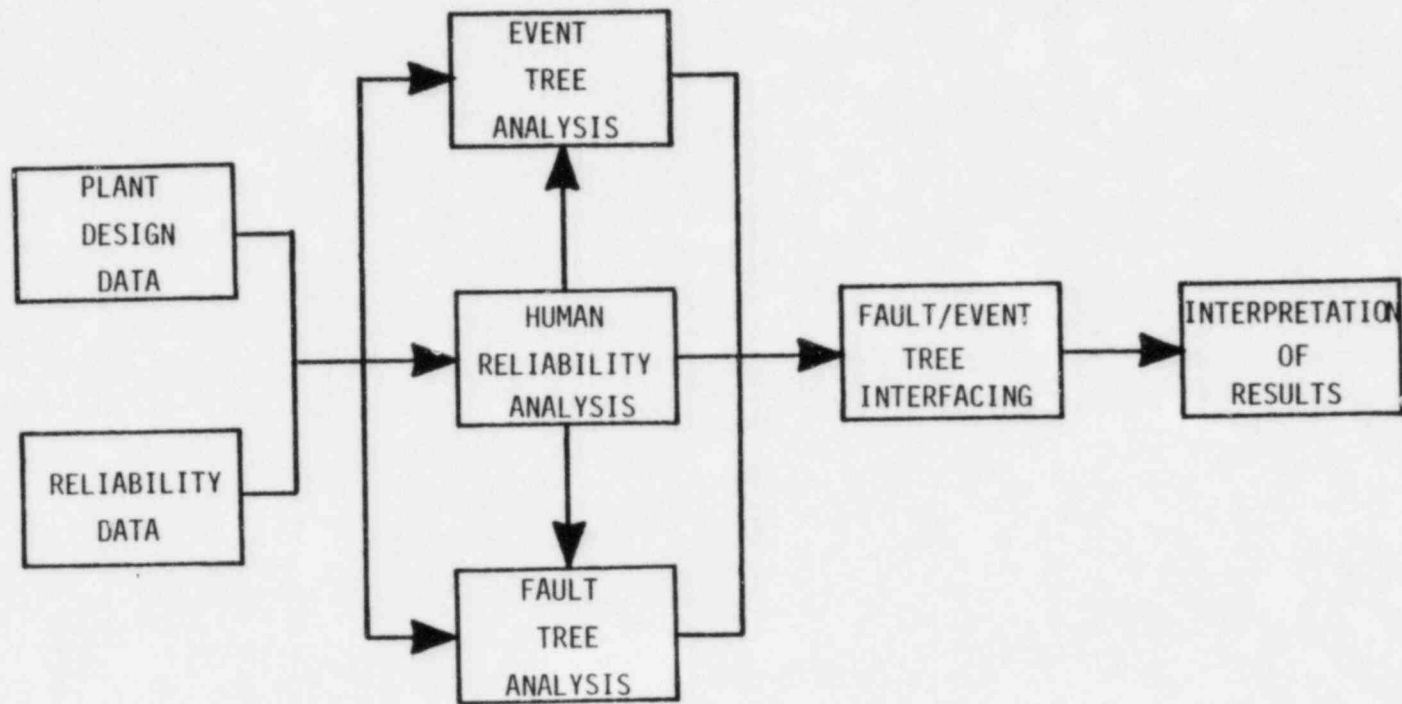 PLANT
DESIGN
DATA
RELIABILITY
DATA
EVENT
TREE
ANALYSIS
HUMAN
RELIABILITY
ANALYSIS
FAULT
TREE
ANALYSIS
FAULT/EVENT
TREE
INTERFACING
INTERPRETATION
OF
RESULTS